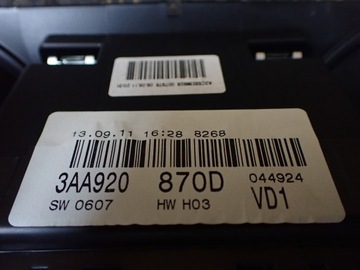 13.09.11 16:28 8268
3AA920 870D 044924
SW 0607 HW H03 VD1